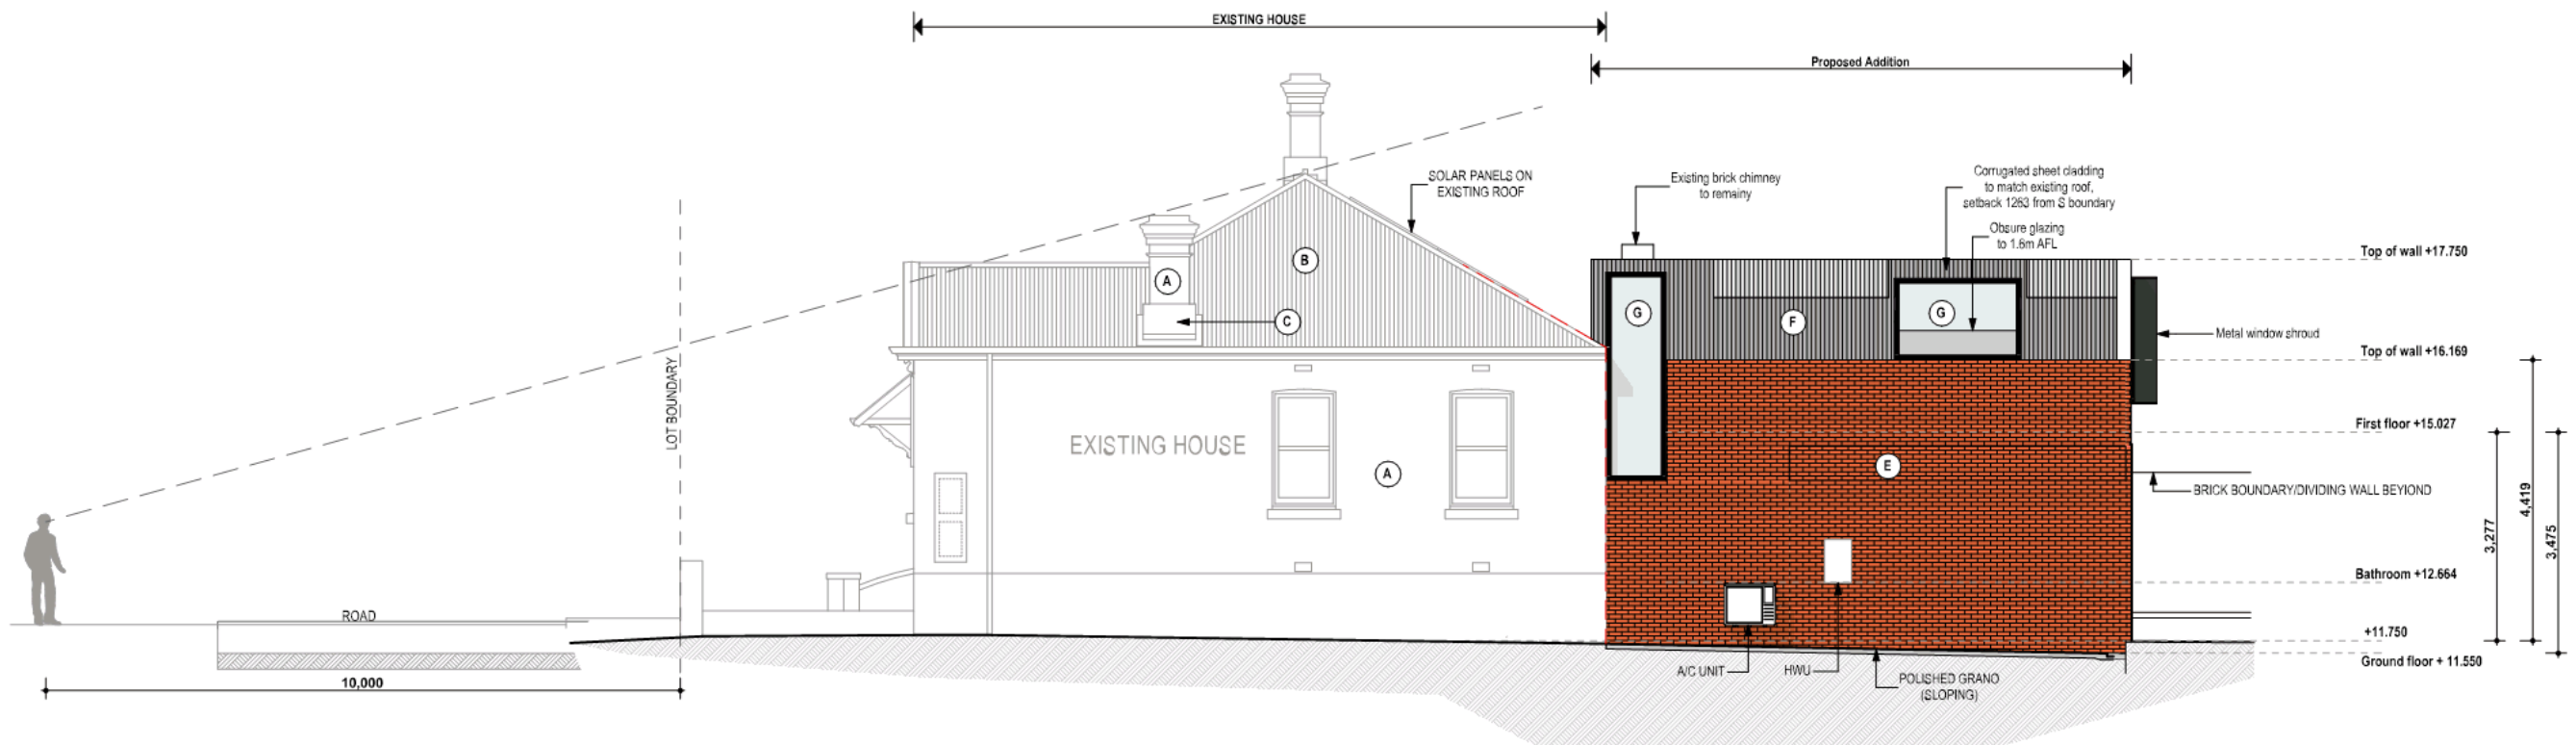 EXISTING HOUSE
Proposed Addition
SOLAR PANELS ON
EXISTING ROOF
Existing brick chimney
to remainy
Corrugated sheet cladding
to match existing roof,
setback 1263 from S boundary
Obsure glazing
to 1.6m AFL
Top of wall +17.750
A
B
C
G
F
G
Metal window shroud
Top of wall +16.169
LOT BOUNDARY
First floor +15.027
EXISTING HOUSE
A
E
BRICK BOUNDARY/DIVIDING WALL BEYIOND
3,277
4,419
3,475
Bathroom +12.664
ROAD
+11.750
Ground floor + 11.550
A/C UNIT
HWU
POLISHED GRANO
(SLOPING)
10,000